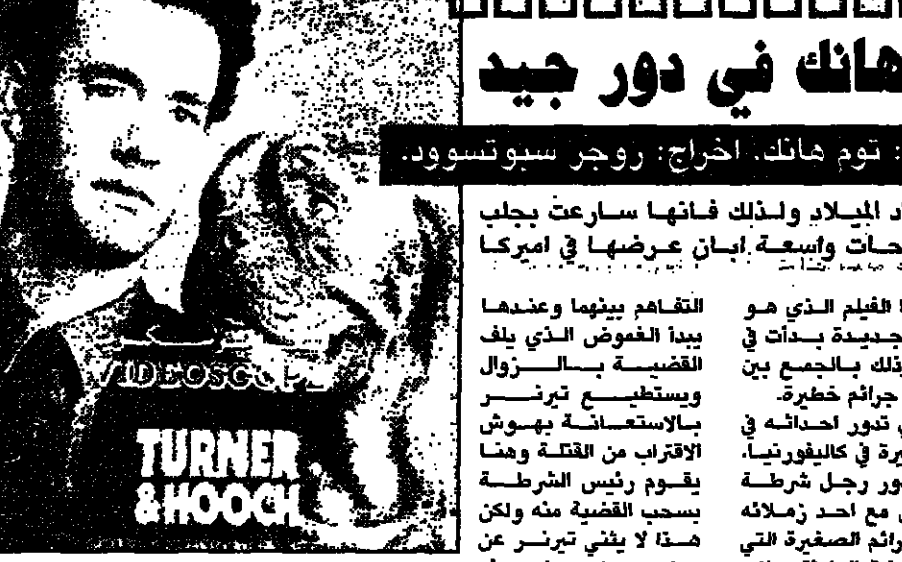 هانك في دور جيد
: توم هانك. اخراج: روجر سبوتسوود.
د الميلاد ولذلك فانها سارعت بجلب
حات واسعة ابان عرضها في اميركا
ا الفيلم الذي هو
جديدة بدأت في
ذلك بالجمع بين
جرائم خطيرة.
ي تدور احداثه في
يرة في كاليفورنيا.
ور رجل شرطة
ل مع احد زملائه
رائم الصغيرة التي
التفاهم بينهما وعندها
يبدأ الغموض الذي يلف
القضية بالزوال
ويستطيع تيرنر
بالاستعانة بهوش
الاقتراب من القتلة وهنا
يقوم رئيس الشرطة
بسحب القضية منه ولكن
هذا لا يثني تيرنر عن
VIDEOSCOPE
TURNER
& HOOCH